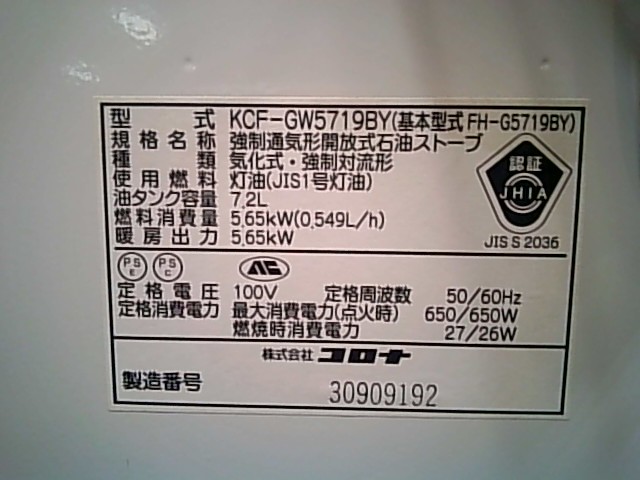 型式 KCF-GW5719BY(基本型式 FH-G5719BY)
規格名称 強制通気形開放式石油ストーブ
種類 気化式・強制対流形
使用燃料 灯油(JIS1号灯油)
油タンク容量 7.2L
燃料消費量 5.65kW(0.549L/h)
暖房出力 5.65kW
認証
JHIA
JIS S 2036
PS E PS C
定格電圧 100V 定格周波数 50/60Hz
定格消費電力 最大消費電力(点火時) 650/650W
燃焼時消費電力 27/26W
株式会社 コロナ
製造番号 30909192